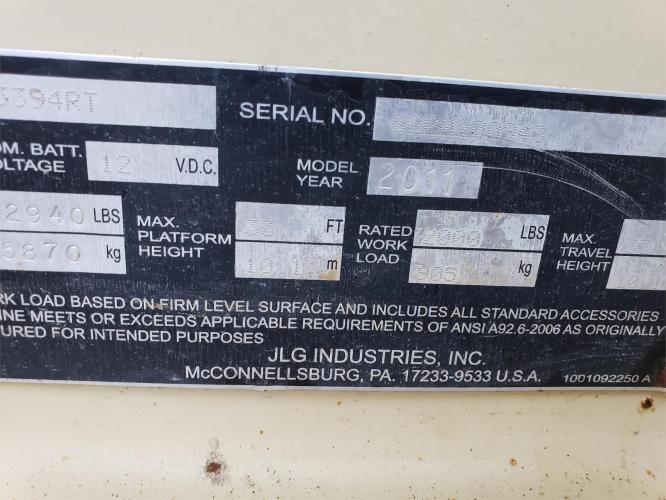 3394RT
SERIAL NO.
OM. BATT.
OLTAGE 12 V.D.C.
MODEL
YEAR 2011
2940 LBS
5870 kg
MAX.
PLATFORM
HEIGHT
FT
m
RATED
WORK
LOAD
LBS
kg
MAX.
TRAVEL
HEIGHT
RK LOAD BASED ON FIRM LEVEL SURFACE AND INCLUDES ALL STANDARD ACCESSORIES
INE MEETS OR EXCEEDS APPLICABLE REQUIREMENTS OF ANSI A92.6-2006 AS ORIGINALLY
TURED FOR INTENDED PURPOSES
JLG INDUSTRIES, INC.
McCONNELLSBURG, PA. 17233-9533 U.S.A.
1001092250 A